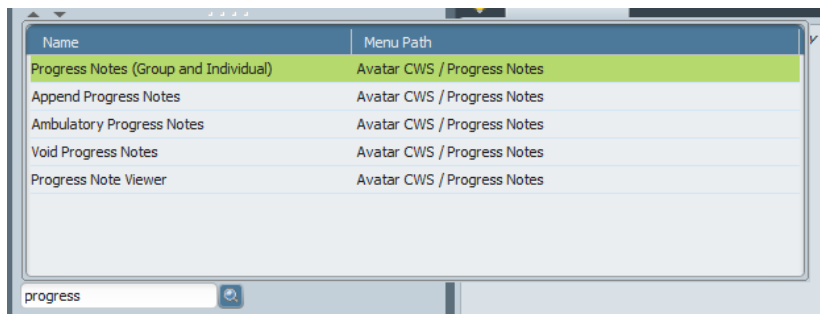 Name Menu Path
Progress Notes (Group and Individual) Avatar CWS / Progress Notes
Append Progress Notes Avatar CWS / Progress Notes
Ambulatory Progress Notes Avatar CWS / Progress Notes
Void Progress Notes Avatar CWS / Progress Notes
Progress Note Viewer Avatar CWS / Progress Notes
progress